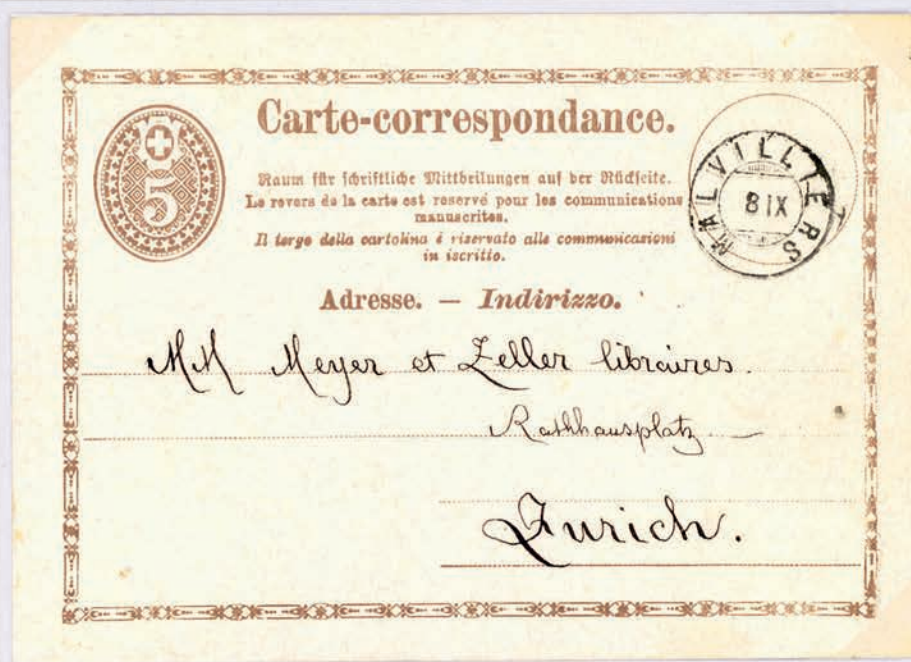 Carte-correspondance.
5
Raum für schriftliche Mittheilungen auf der Rückseite.
Le revers de la carte est reservé pour les communications
manuscrites.
Il tergo della cartolina è riservato alle communicazioni
in iscritto.
MALVILLIERS
8 IX
Adresse. — Indirizzo.
MM Meyer et Zeller libraires.
Rathhausplatz —
Zurich.